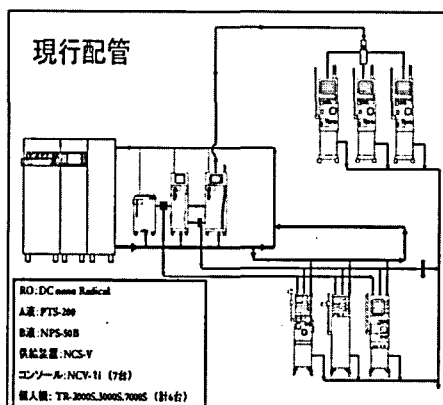 現行配管
RO:DC nano Radical
A液:PTS-200
B液:NPS-50B
供給装置:NCS-V
コンソール:NCV-1i (7台)
個人機: TR-2000S,3000S,7000S (計6台)